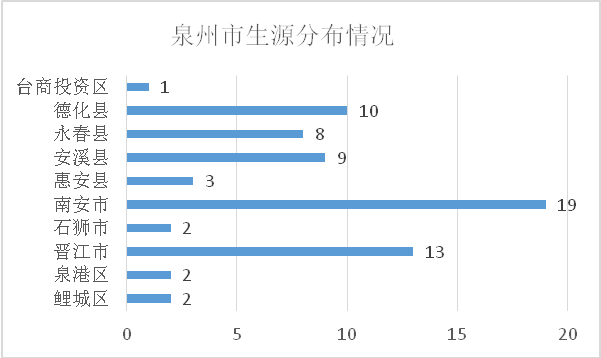 泉州市生源分布情况
台商投资区 1
德化县 10
永春县 8
安溪县 9
惠安县 3
南安市 19
石狮市 2
晋江市 13
泉港区 2
鲤城区 2
0 5 10 15 20